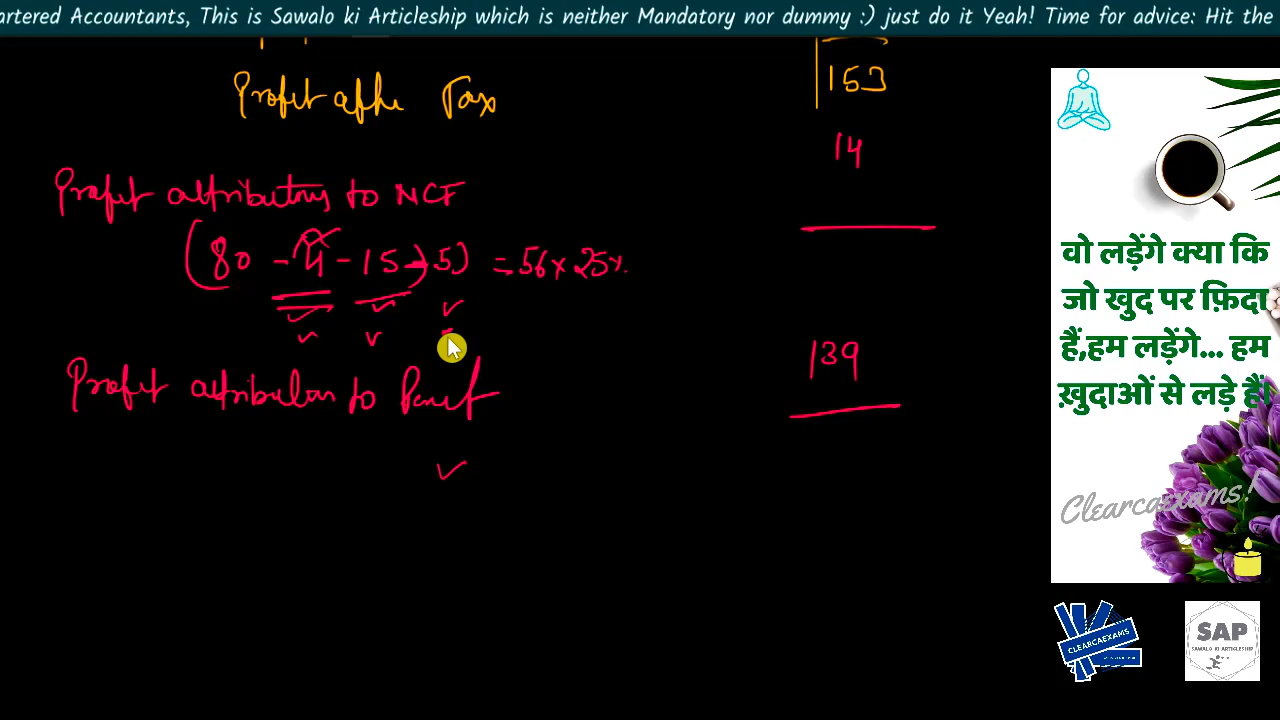 artered Accountants, This is Sawalo ki Articleship which is neither Mandatory nor dummy :) just do it Yeah! Time for advice: Hit the
153
Profit after Tax
14
Profit attributing to NCI
(80 - 4 - 15 - 5) = 56 x 25%
139
Profit attributable to Parent
वो लड़ेंगे क्या कि
जो खुद पर फ़िदा
हैं,हम लड़ेंगे... हम
ख़ुदाओं से लड़े हैं।
Clearcaexams!
CLEARCAEXAMS
SAP
SAWALO KI ARTICLESHIP